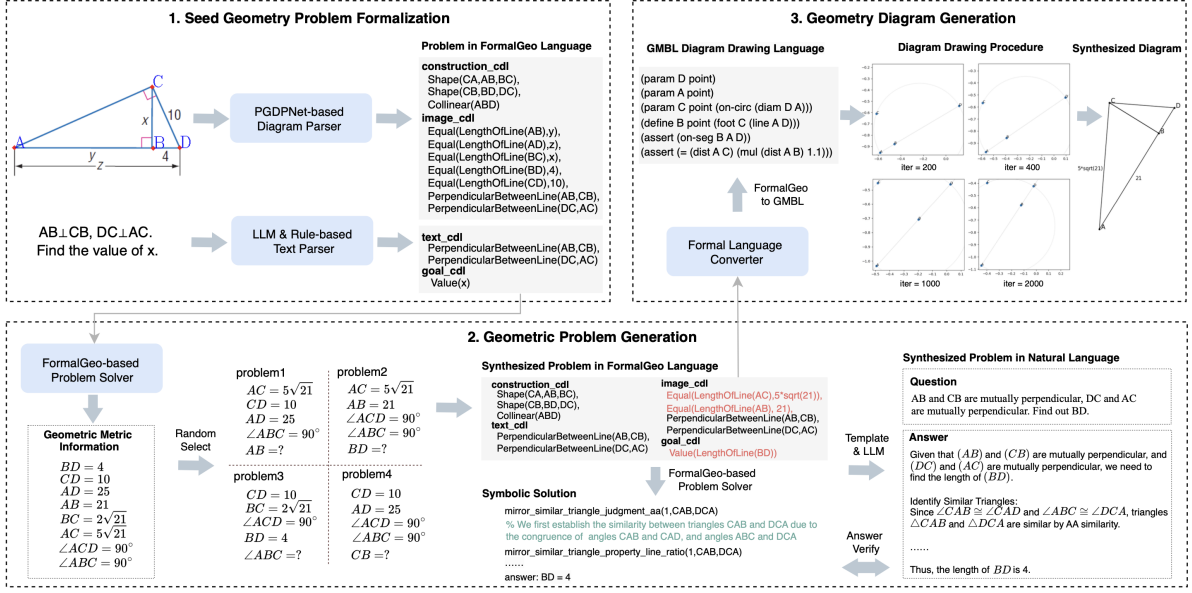 1. Seed Geometry Problem Formalization
C
10
x
A
B
D
y
4
z
PGDPNet-based
Diagram Parser
AB⊥CB, DC⊥AC.
Find the value of x.
LLM & Rule-based
Text Parser
Problem in FormalGeo Language
construction_cdl
Shape(CA,AB,BC),
Shape(CB,BD,DC),
Collinear(ABD)
image_cdl
Equal(LengthOfLine(AB),y),
Equal(LengthOfLine(AD),z),
Equal(LengthOfLine(BC),x),
Equal(LengthOfLine(BD),4),
Equal(LengthOfLine(CD),10),
PerpendicularBetweenLine(AB,CB),
PerpendicularBetweenLine(DC,AC)
text_cdl
PerpendicularBetweenLine(AB,CB),
PerpendicularBetweenLine(DC,AC)
goal_cdl
Value(x)
3. Geometry Diagram Generation
GMBL Diagram Drawing Language
(param D point)
(param A point)
(param C point (on-circ (diam D A)))
(define B point (foot C (line A D)))
(assert (on-seg B A D))
(assert (= (dist A C) (mul (dist A B) 1.1)))
FormalGeo
to GMBL
Formal Language
Converter
Diagram Drawing Procedure
iter = 200
iter = 400
iter = 1000
iter = 2000
Synthesized Diagram
C
D
B
5*sqrt(21)
21
A
2. Geometric Problem Generation
FormalGeo-based
Problem Solver
Geometric Metric
Information
BD = 4
CD = 10
AD = 25
AB = 21
BC = 2√21
AC = 5√21
∠ACD = 90°
∠ABC = 90°
Random
Select
problem1
AC = 5√21
CD = 10
AD = 25
∠ABC = 90°
AB =?
problem2
AC = 5√21
AB = 21
∠ACD = 90°
∠ABC = 90°
BD =?
problem3
CD = 10
BC = 2√21
∠ACD = 90°
BD = 4
∠ABC =?
problem4
CD = 10
AD = 25
∠ACD = 90°
∠ABC = 90°
CB =?
Synthesized Problem in FormalGeo Language
construction_cdl
Shape(CA,AB,BC),
Shape(CB,BD,DC),
Collinear(ABD)
text_cdl
PerpendicularBetweenLine(AB,CB),
PerpendicularBetweenLine(DC,AC)
image_cdl
Equal(LengthOfLine(AC),5*sqrt(21)),
Equal(LengthOfLine(AB), 21),
PerpendicularBetweenLine(AB,CB),
PerpendicularBetweenLine(DC,AC)
goal_cdl
Value(LengthOfLine(BD))
FormalGeo-based
Problem Solver
Symbolic Solution
mirror_similar_triangle_judgment_aa(1,CAB,DCA)
% We first establish the similarity between triangles CAB and DCA due to
the congruence of angles CAB and CAD, and angles ABC and DCA
mirror_similar_triangle_property_line_ratio(1,CAB,DCA)
......
answer: BD = 4
Template
& LLM
Answer
Verify
Synthesized Problem in Natural Language
Question
AB and CB are mutually perpendicular, DC and AC
are mutually perpendicular. Find out BD.
Answer
Given that (AB) and (CB) are mutually perpendicular, and
(DC) and (AC) are mutually perpendicular, we need to
find the length of (BD).
Identify Similar Triangles:
Since ∠CAB ≅ ∠CAD and ∠ABC ≅ ∠DCA, triangles
△CAB and △DCA are similar by AA similarity.
......
Thus, the length of BD is 4.